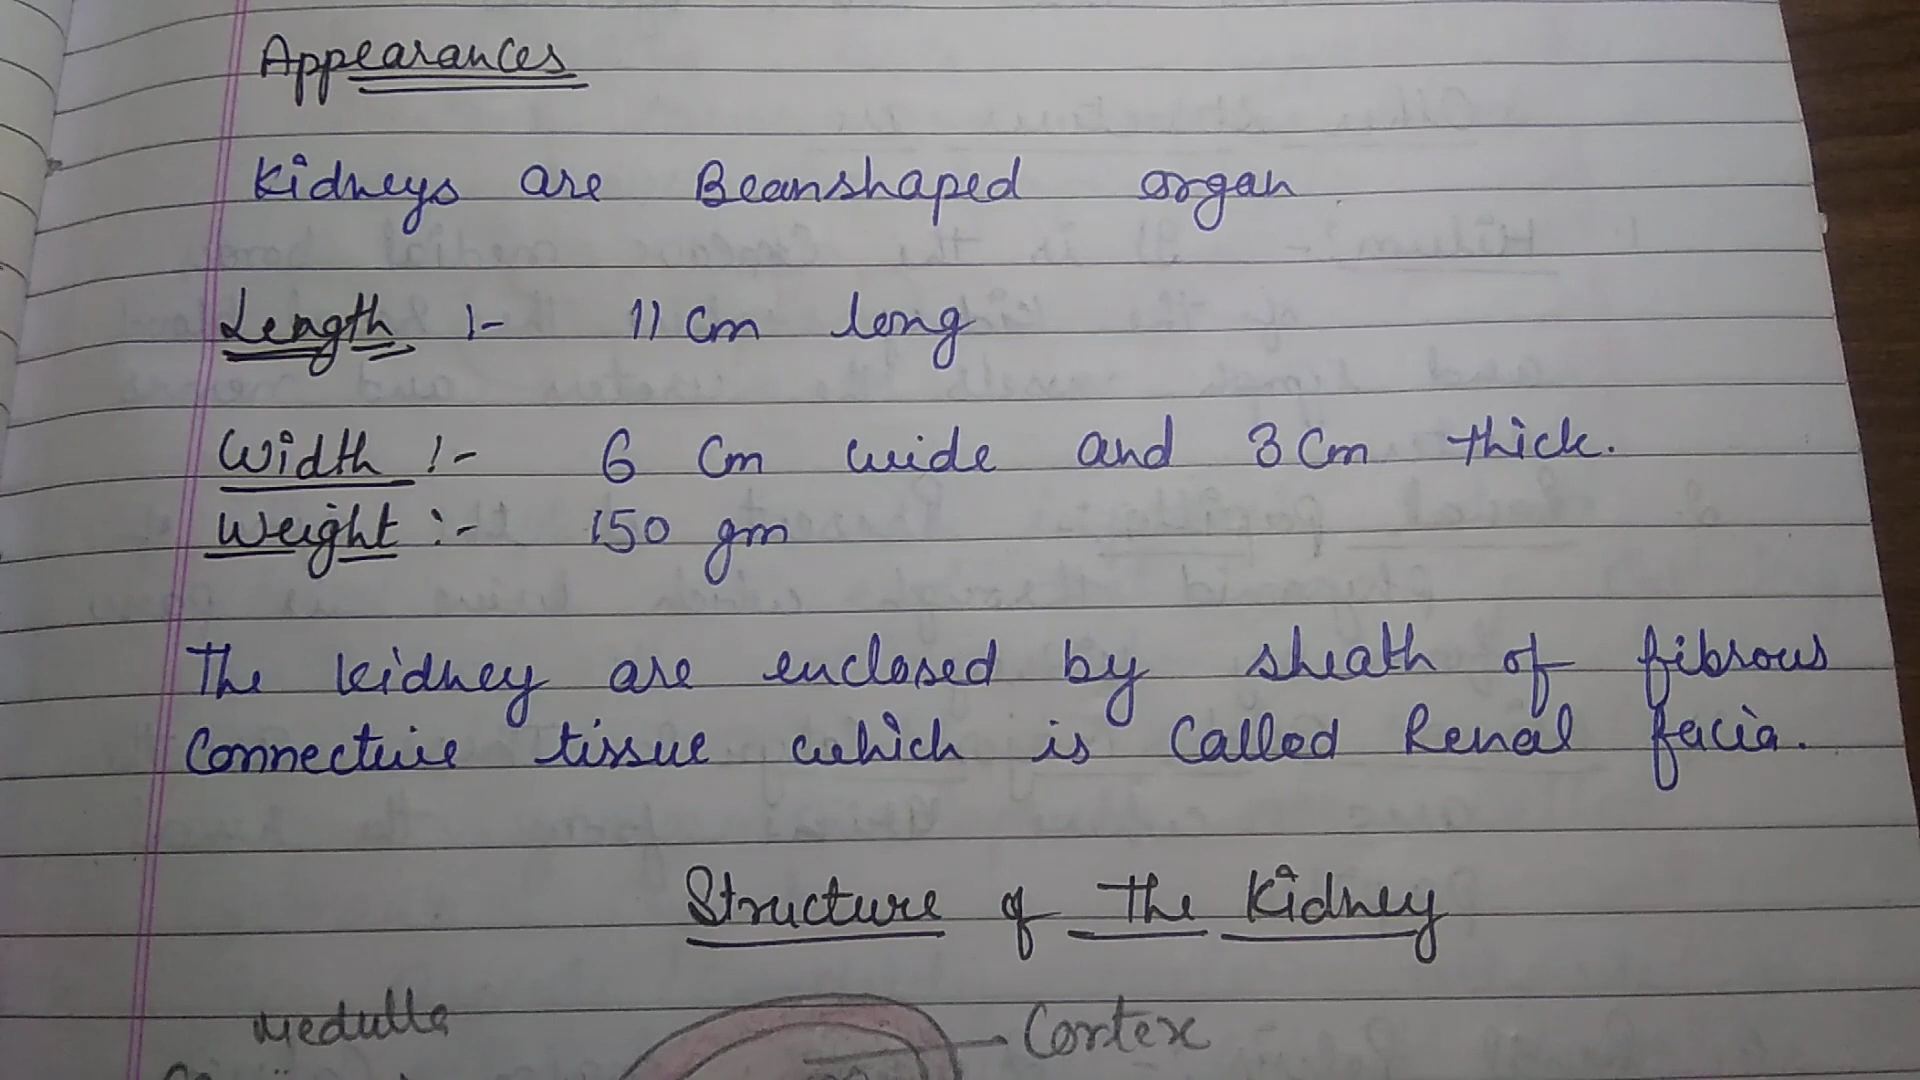 Appearances
Kidneys are Beanshaped organ
Length :- 11 Cm long
Width :- 6 Cm wide and 3 Cm thick.
Weight :- 150 gm
The kidney are enclosed by sheath of fibrous
Connective tissue which is Called Renal facia.
Structure of The Kidney
Medulla
Cortex